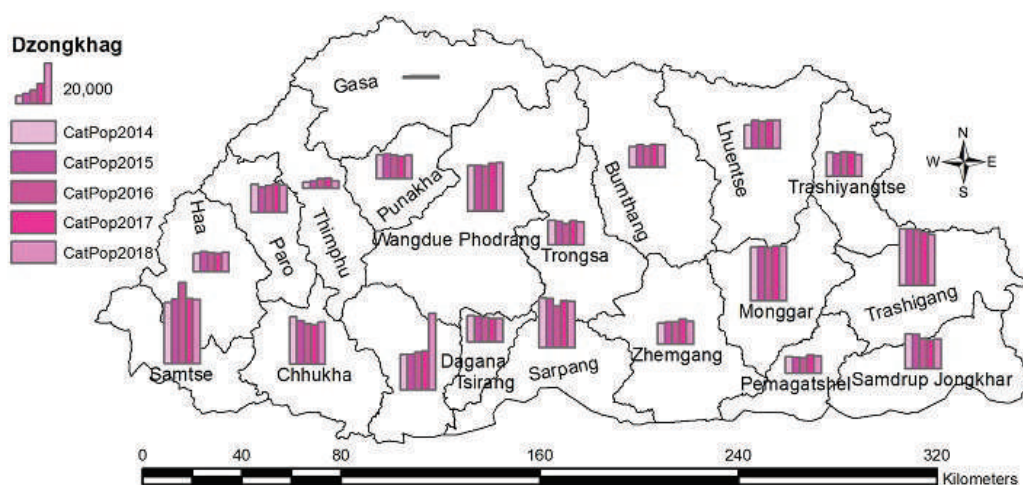 Dzongkhag
20,000
CatPop2014
CatPop2015
CatPop2016
CatPop2017
CatPop2018
Gasa
Haa
Paro
Thimphu
Punakha
Wangdue Phodrang
Trongsa
Bumthang
Lhuentse
Trashiyangtse
N
W E
S
Samtse
Chhukha
Dagana
Tsirang
Sarpang
Zhemgang
Monggar
Trashigang
Pemagatshel
Samdrup Jongkhar
0 40 80 160 240 320
Kilometers